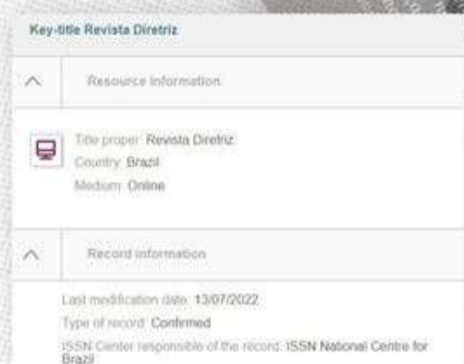 Key-title Revista Diretriz
Resource information
Title proper: Revista Diretriz
Country: Brazil
Medium: Online
Record information
Last modification date: 13/07/2022
Type of record: Confirmed
ISSN Center responsible of the record: ISSN National Centre for
Brazil